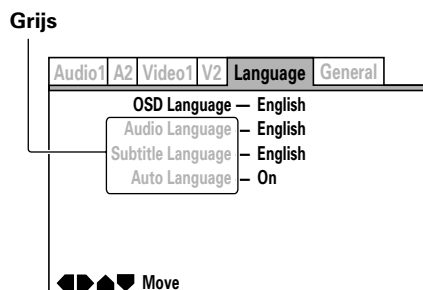 Grijs
Audio1 A2 Video1 V2 Language General
OSD Language — English
Audio Language – English
Subtitle Language – English
Auto Language – On
Move